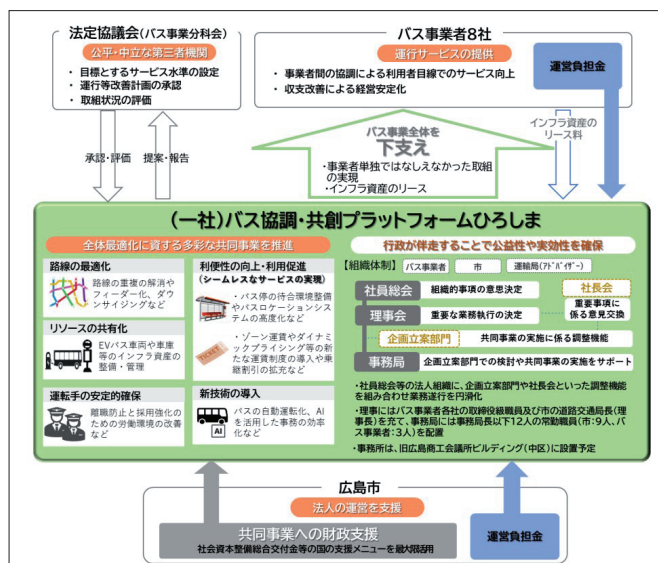 法定協議会(バス事業分科会)
公平・中立な第三者機関
・目標とするサービス水準の設定
・運行等改善計画の承認
・取組状況の評価
バス事業者8社
運行サービスの提供
・事業者間の協調による利用者目線でのサービス向上
・収支改善による経営安定化
運営負担金
承認・評価
提案・報告
バス事業全体を
下支え
・事業者単独ではなしえなかった取組
の実現
・インフラ資産のリース
インフラ資産の
リース料
(一社)バス協調・共創プラットフォームひろしま
全体最適化に資する多彩な共同事業を推進
路線の最適化
路線の重複の解消や
フィーダー化、ダウ
ンサイジングなど
リソースの共有化
EVバス車両や車庫
等のインフラ資産の
整備・管理
運転手の安定的確保
離職防止と採用強化の
ための労働環境の改善
など
利便性の向上・利用促進
(シームレスなサービスの実現)
・バス停の待合環境整備
やバスロケーションシス
テムの高度化など
・ゾーン運賃やダイナミ
ックプライシング等の新
たな運賃制度の導入や乗
継割引の拡充など
TICKET
新技術の導入
バスの自動運転化、AI
を活用した事務の効率
化など
AI
行政が伴走することで公益性や実効性を確保
【組織体制】
バス事業者
市
運輸局(アドバイザー)
社員総会
組織的事項の意思決定
社長会
理事会
重要な業務執行の決定
重要事項に
係る意見交換
企画立案部門
共同事業の実施に係る調整機能
事務局
企画立案部門での検討や共同事業の実施をサポート
・社員総会等の法人組織に、企画立案部門や社長会といった調整機能
を組み合わせ業務遂行を円滑化
・理事にはバス事業者各社の取締役級職員及び市の道路交通局長(理
事長)を充て、事務局には事務局長以下12人の常勤職員(市:9人、バ
ス事業者:3人)を配置
・事務所は、旧広島商工会議所ビルディング(中区)に設置予定
広島市
法人の運営を支援
共同事業への財政支援
社会資本整備総合交付金等の国の支援メニューを最大限活用
運営負担金